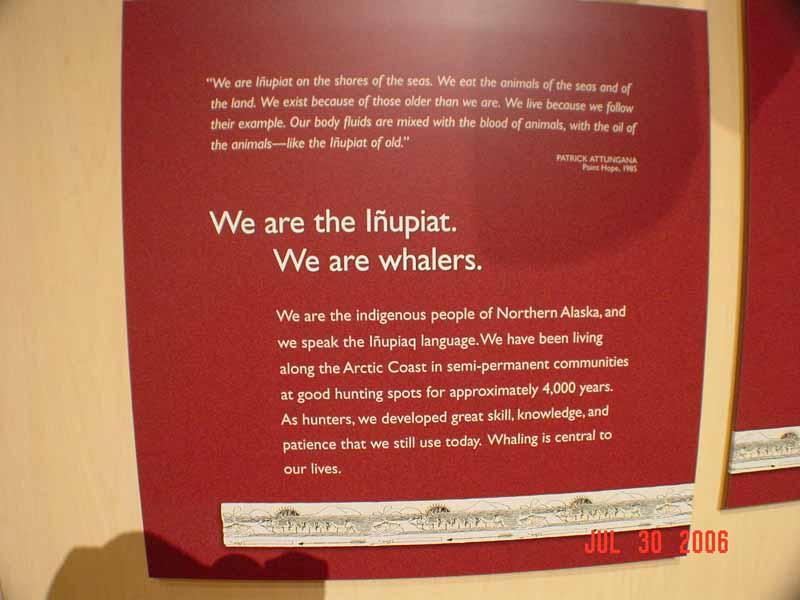 “We are Iñupiat on the shores of the seas. We eat the animals of the seas and of
the land. We exist because of those older than we are. We live because we follow
their example. Our body fluids are mixed with the blood of animals, with the oil of
the animals—like the Iñupiat of old.”
PATRICK ATTUNGANA
Point Hope, 1985
We are the Iñupiat.
We are whalers.
We are the indigenous people of Northern Alaska, and
we speak the Iñupiaq language. We have been living
along the Arctic Coast in semi-permanent communities
at good hunting spots for approximately 4,000 years.
As hunters, we developed great skill, knowledge, and
patience that we still use today. Whaling is central to
our lives.
JUL 30 2006